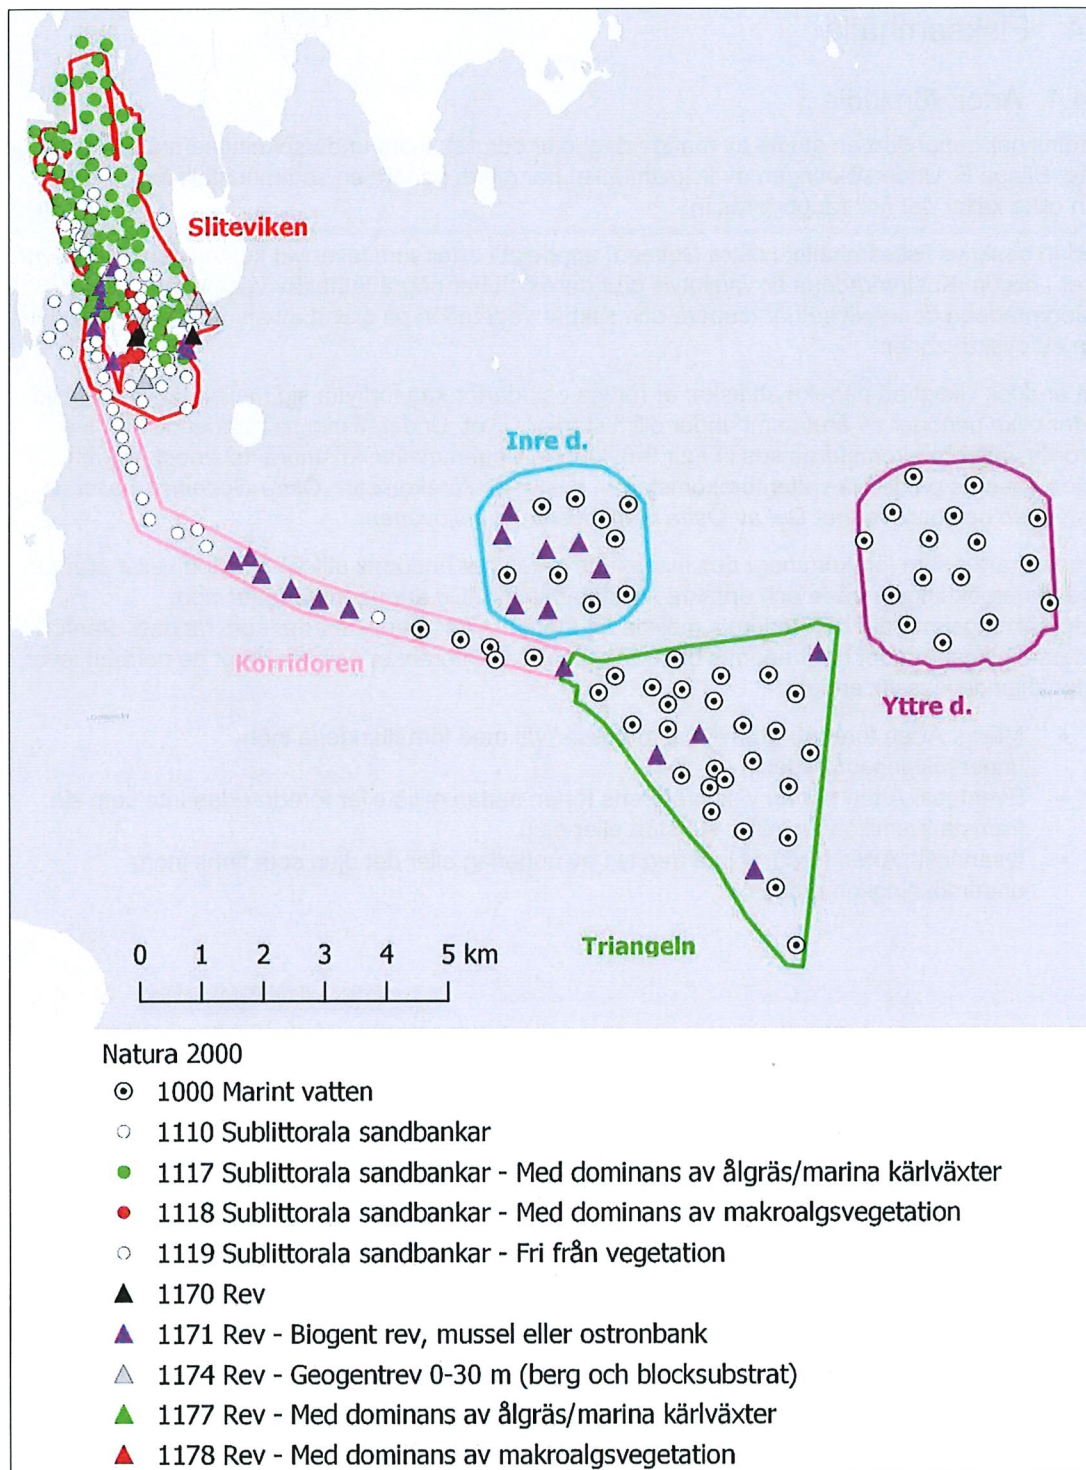 Sliteviken
Inre d.
Korridoren
Yttre d.
Triangeln
0 1 2 3 4 5 km
Natura 2000
1000 Marint vatten
1110 Sublittorala sandbankar
1117 Sublittorala sandbankar - Med dominans av ålgräs/marina kärlväxter
1118 Sublittorala sandbankar - Med dominans av makroalgsvegetation
1119 Sublittorala sandbankar - Fri från vegetation
1170 Rev
1171 Rev - Biogent rev, mussel eller ostronbank
1174 Rev - Geogentrev 0-30 m (berg och blocksubstrat)
1177 Rev - Med dominans av ålgräs/marina kärlväxter
1178 Rev - Med dominans av makroalgsvegetation